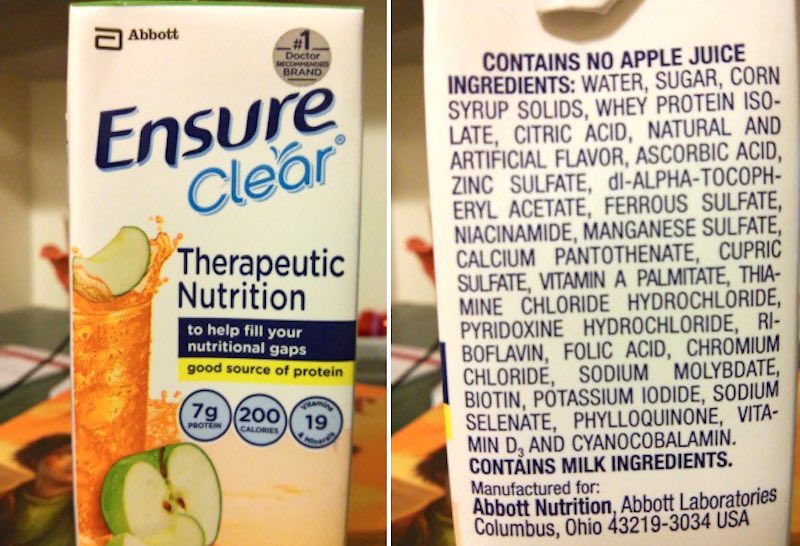 Abbott
#1
Doctor
RECOMMENDED
BRAND
Ensure
Clear®
Therapeutic
Nutrition
to help fill your
nutritional gaps
good source of protein
7g
PROTEIN
200
CALORIES
Vitamins
19
& Minerals
CONTAINS NO APPLE JUICE
INGREDIENTS: WATER, SUGAR, CORN
SYRUP SOLIDS, WHEY PROTEIN ISO-
LATE, CITRIC ACID, NATURAL AND
ARTIFICIAL FLAVOR, ASCORBIC ACID,
ZINC SULFATE, dl-ALPHA-TOCOPH-
ERYL ACETATE, FERROUS SULFATE,
NIACINAMIDE, MANGANESE SULFATE,
CALCIUM PANTOTHENATE, CUPRIC
SULFATE, VITAMIN A PALMITATE, THIA-
MINE CHLORIDE HYDROCHLORIDE,
PYRIDOXINE HYDROCHLORIDE, RI-
BOFLAVIN, FOLIC ACID, CHROMIUM
CHLORIDE, SODIUM MOLYBDATE,
BIOTIN, POTASSIUM IODIDE, SODIUM
SELENATE, PHYLLOQUINONE, VITA-
MIN D₃ AND CYANOCOBALAMIN.
CONTAINS MILK INGREDIENTS.
Manufactured for:
Abbott Nutrition, Abbott Laboratories
Columbus, Ohio 43219-3034 USA